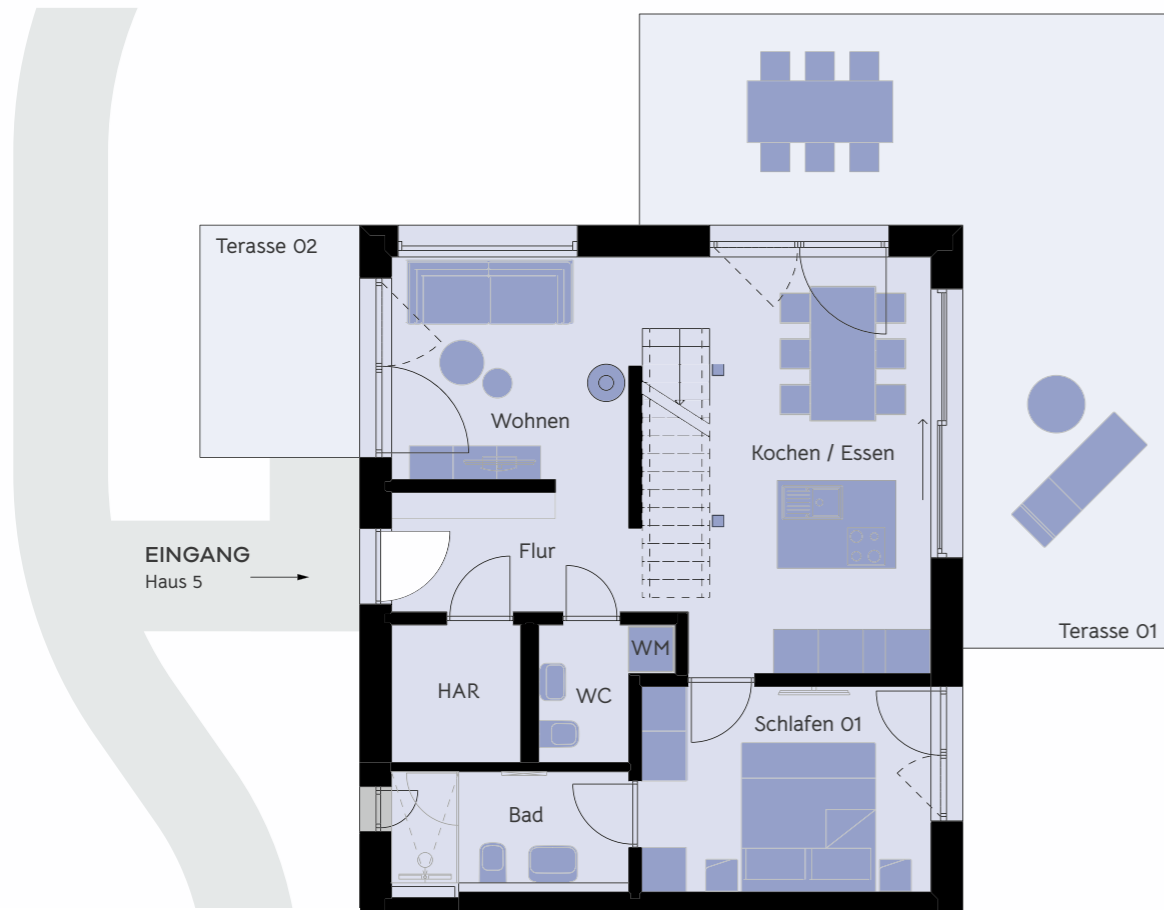 Terasse 02
Wohnen
Kochen / Essen
EINGANG
Haus 5
Flur
Terasse 01
WM
HAR
WC
Schlafen 01
Bad